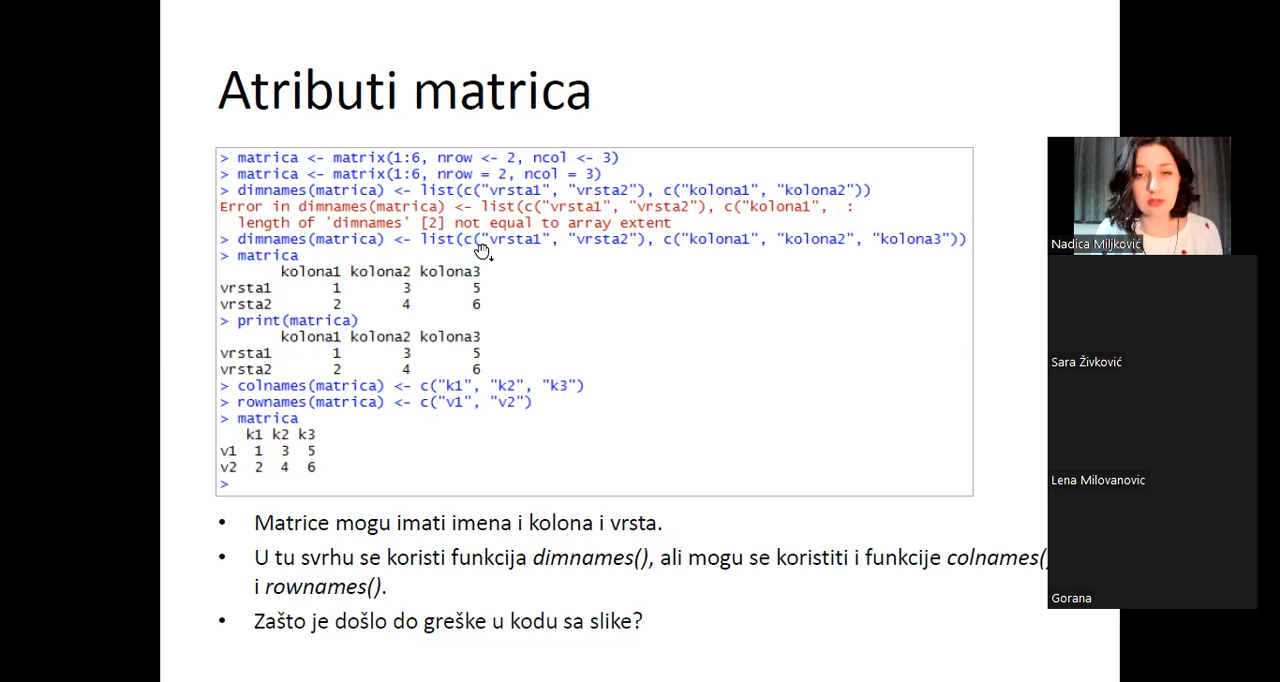 Atributi matrica
> matrica <- matrix(1:6, nrow <- 2, ncol <- 3)
> matrica <- matrix(1:6, nrow = 2, ncol = 3)
> dimnames(matrica) <- list(c("vrsta1", "vrsta2"), c("kolona1", "kolona2"))
Error in dimnames(matrica) <- list(c("vrsta1", "vrsta2"), c("kolona1",  :
  length of 'dimnames' [2] not equal to array extent
> dimnames(matrica) <- list(c("vrsta1", "vrsta2"), c("kolona1", "kolona2", "kolona3"))
> matrica
       kolona1 kolona2 kolona3
vrsta1       1       3       5
vrsta2       2       4       6
> print(matrica)
       kolona1 kolona2 kolona3
vrsta1       1       3       5
vrsta2       2       4       6
> colnames(matrica) <- c("k1", "k2", "k3")
> rownames(matrica) <- c("v1", "v2")
> matrica
   k1 k2 k3
v1  1  3  5
v2  2  4  6
>
• Matrice mogu imati imena i kolona i vrsta.
• U tu svrhu se koristi funkcija dimnames(), ali mogu se koristiti i funkcije colnames(
i rownames().
• Zašto je došlo do greške u kodu sa slike?
Nadica Miljković
Sara Živković
Lena Milovanovic
Gorana